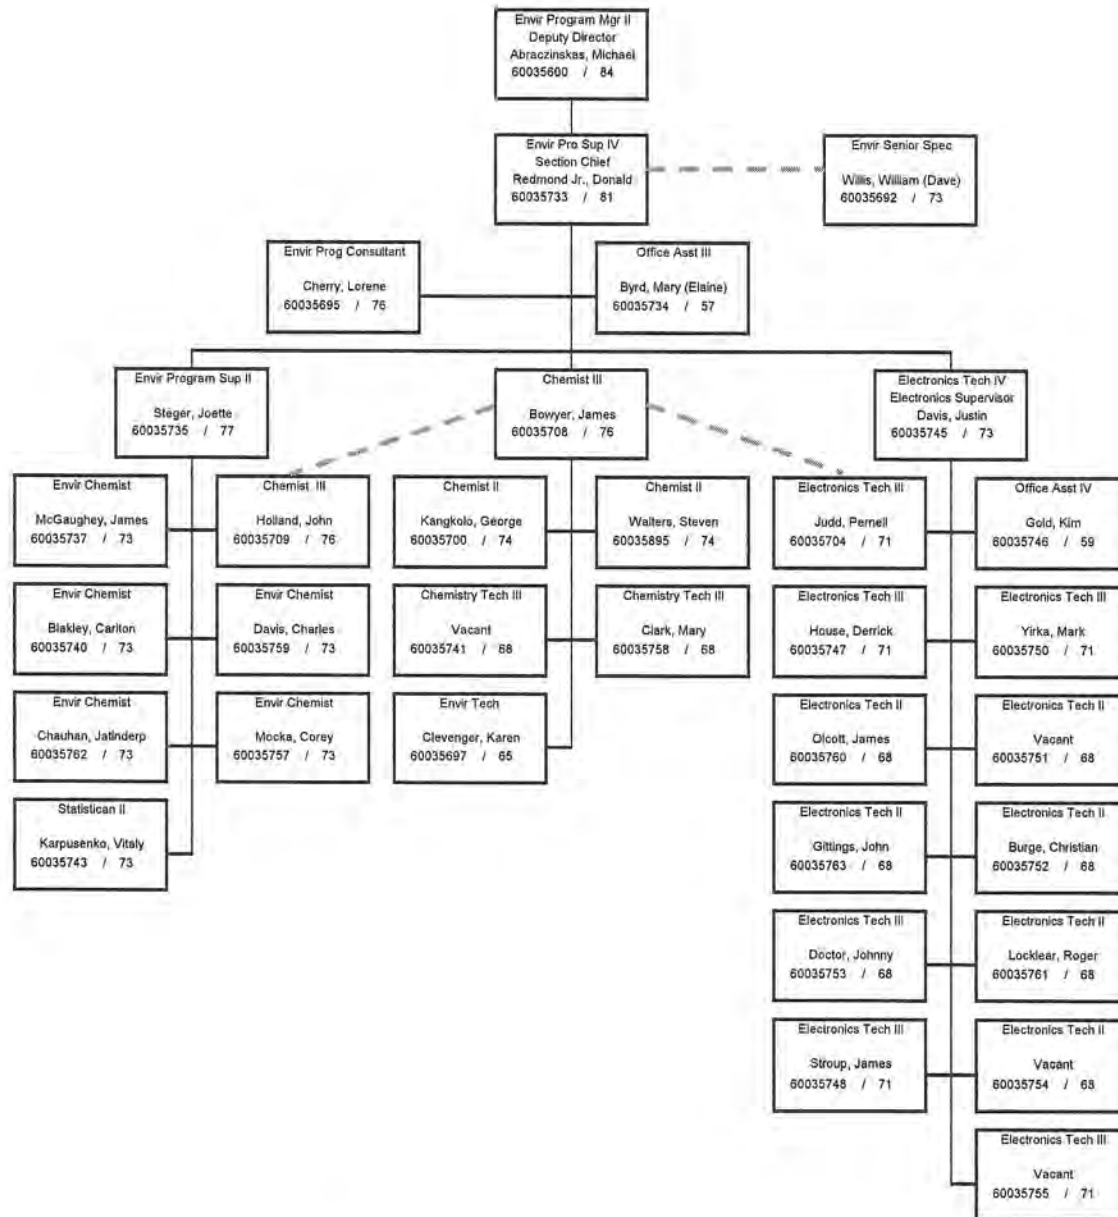 Envir Program Mgr II
Deputy Director
Abraczinskas, Michael
60035600 / 84
Envir Pro Sup IV
Section Chief
Redmond Jr., Donald
60035733 / 81
Envir Senior Spec
Willis, William (Dave)
60035692 / 73
Envir Prog Consultant
Cherry, Lorene
60035695 / 76
Office Asst III
Byrd, Mary (Elaine)
60035734 / 57
Envir Program Sup II
Steger, Joette
60035735 / 77
Chemist III
Bowyer, James
60035708 / 76
Electronics Tech IV
Electronics Supervisor
Davis, Justin
60035745 / 73
Envir Chemist
McGaughey, James
60035737 / 73
Chemist III
Holland, John
60035709 / 76
Chemist II
Kangkolo, George
60035700 / 74
Chemist II
Walters, Steven
60035895 / 74
Electronics Tech III
Judd, Pernell
60035704 / 71
Office Asst IV
Gold, Kim
60035746 / 59
Envir Chemist
Blakley, Carlton
60035740 / 73
Envir Chemist
Davis, Charles
60035759 / 73
Chemistry Tech III
Vacant
60035741 / 68
Chemistry Tech III
Clark, Mary
60035758 / 68
Electronics Tech III
House, Derrick
60035747 / 71
Electronics Tech III
Yirka, Mark
60035750 / 71
Envir Chemist
Chauhan, Jatinderp
60035762 / 73
Envir Chemist
Mocka, Corey
60035757 / 73
Envir Tech
Clevenger, Karen
60035697 / 65
Electronics Tech II
Olcott, James
60035760 / 68
Electronics Tech II
Vacant
60035751 / 68
Statistican II
Karpusenko, Vitaly
60035743 / 73
Electronics Tech II
Gittings, John
60035763 / 68
Electronics Tech II
Burge, Christian
60035752 / 68
Electronics Tech III
Doctor, Johnny
60035753 / 68
Electronics Tech II
Locklear, Roger
60035761 / 68
Electronics Tech III
Stroup, James
60035748 / 71
Electronics Tech II
Vacant
60035754 / 68
Electronics Tech III
Vacant
60035755 / 71